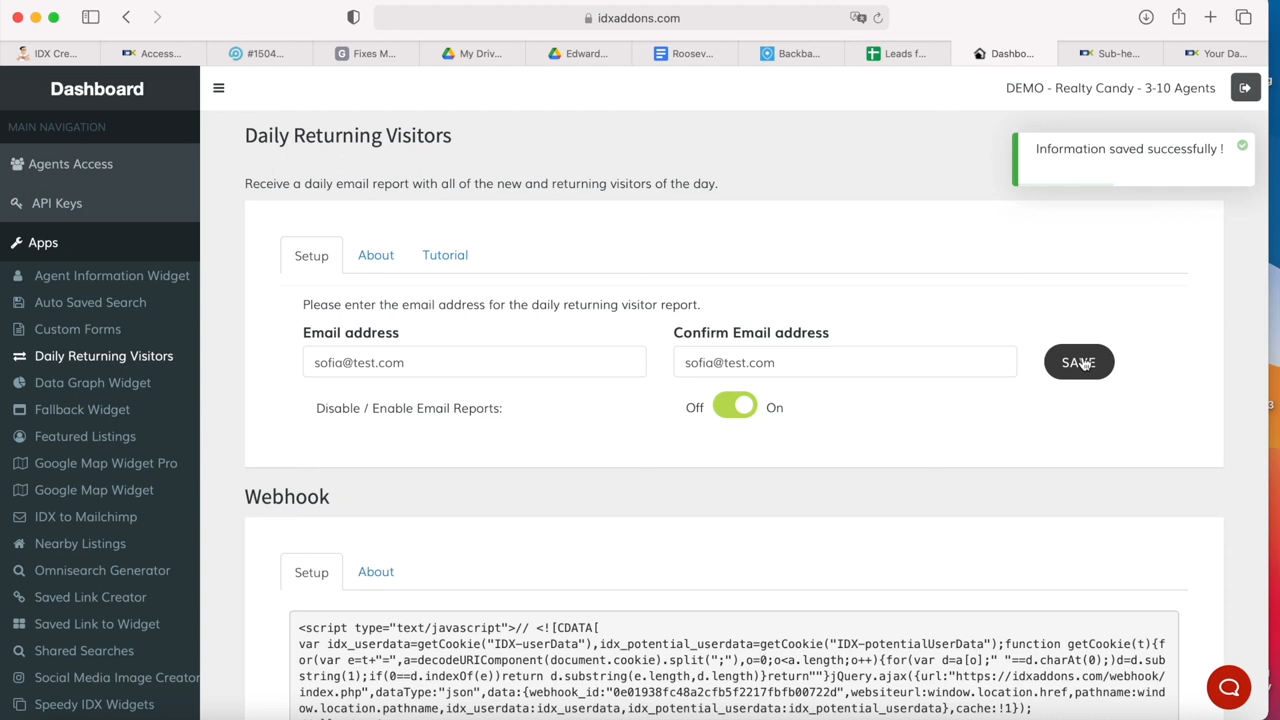 idxaddons.com
IDX Cre...
Access...
#1504...
Fixes M...
My Driv...
Edward...
Roosev...
Backba...
Leads f...
Dashbo...
Sub-he...
Your Da...
Dashboard
DEMO - Realty Candy - 3-10 Agents
MAIN NAVIGATION
Agents Access
API Keys
Apps
Agent Information Widget
Auto Saved Search
Custom Forms
Daily Returning Visitors
Data Graph Widget
Fallback Widget
Featured Listings
Google Map Widget Pro
Google Map Widget
IDX to Mailchimp
Nearby Listings
Omnisearch Generator
Saved Link Creator
Saved Link to Widget
Shared Searches
Social Media Image Creator
Speedy IDX Widgets
Daily Returning Visitors
Information saved successfully !
Receive a daily email report with all of the new and returning visitors of the day.
Setup About Tutorial
Please enter the email address for the daily returning visitor report.
Email address Confirm Email address
sofia@test.com sofia@test.com SAVE
Disable / Enable Email Reports: Off On
Webhook
Setup About
<script type="text/javascript">// <![CDATA[
var idx_userdata=getCookie("IDX-userData"),idx_potential_userdata=getCookie("IDX-potentialUserData");function getCookie(t){f
or(var e=t+"=",a=decodeURIComponent(document.cookie).split(";"),o=0;o<a.length;o++){for(var d=a[o];" "==d.charAt(0);)d=d.sub
string(1);if(0==d.indexOf(e))return d.substring(e.length,d.length)}return""}jQuery.ajax({url:"https://idxaddons.com/webhook/
index.php",dataType:"json",data:{webhook_id:"0e01938fc48a2cfb5f2217fbfb00722d",websiteurl:window.location.href,pathname:wind
ow.location.pathname,idx_userdata:idx_userdata,idx_potential_userdata:idx_potential_userdata},cache:!1});